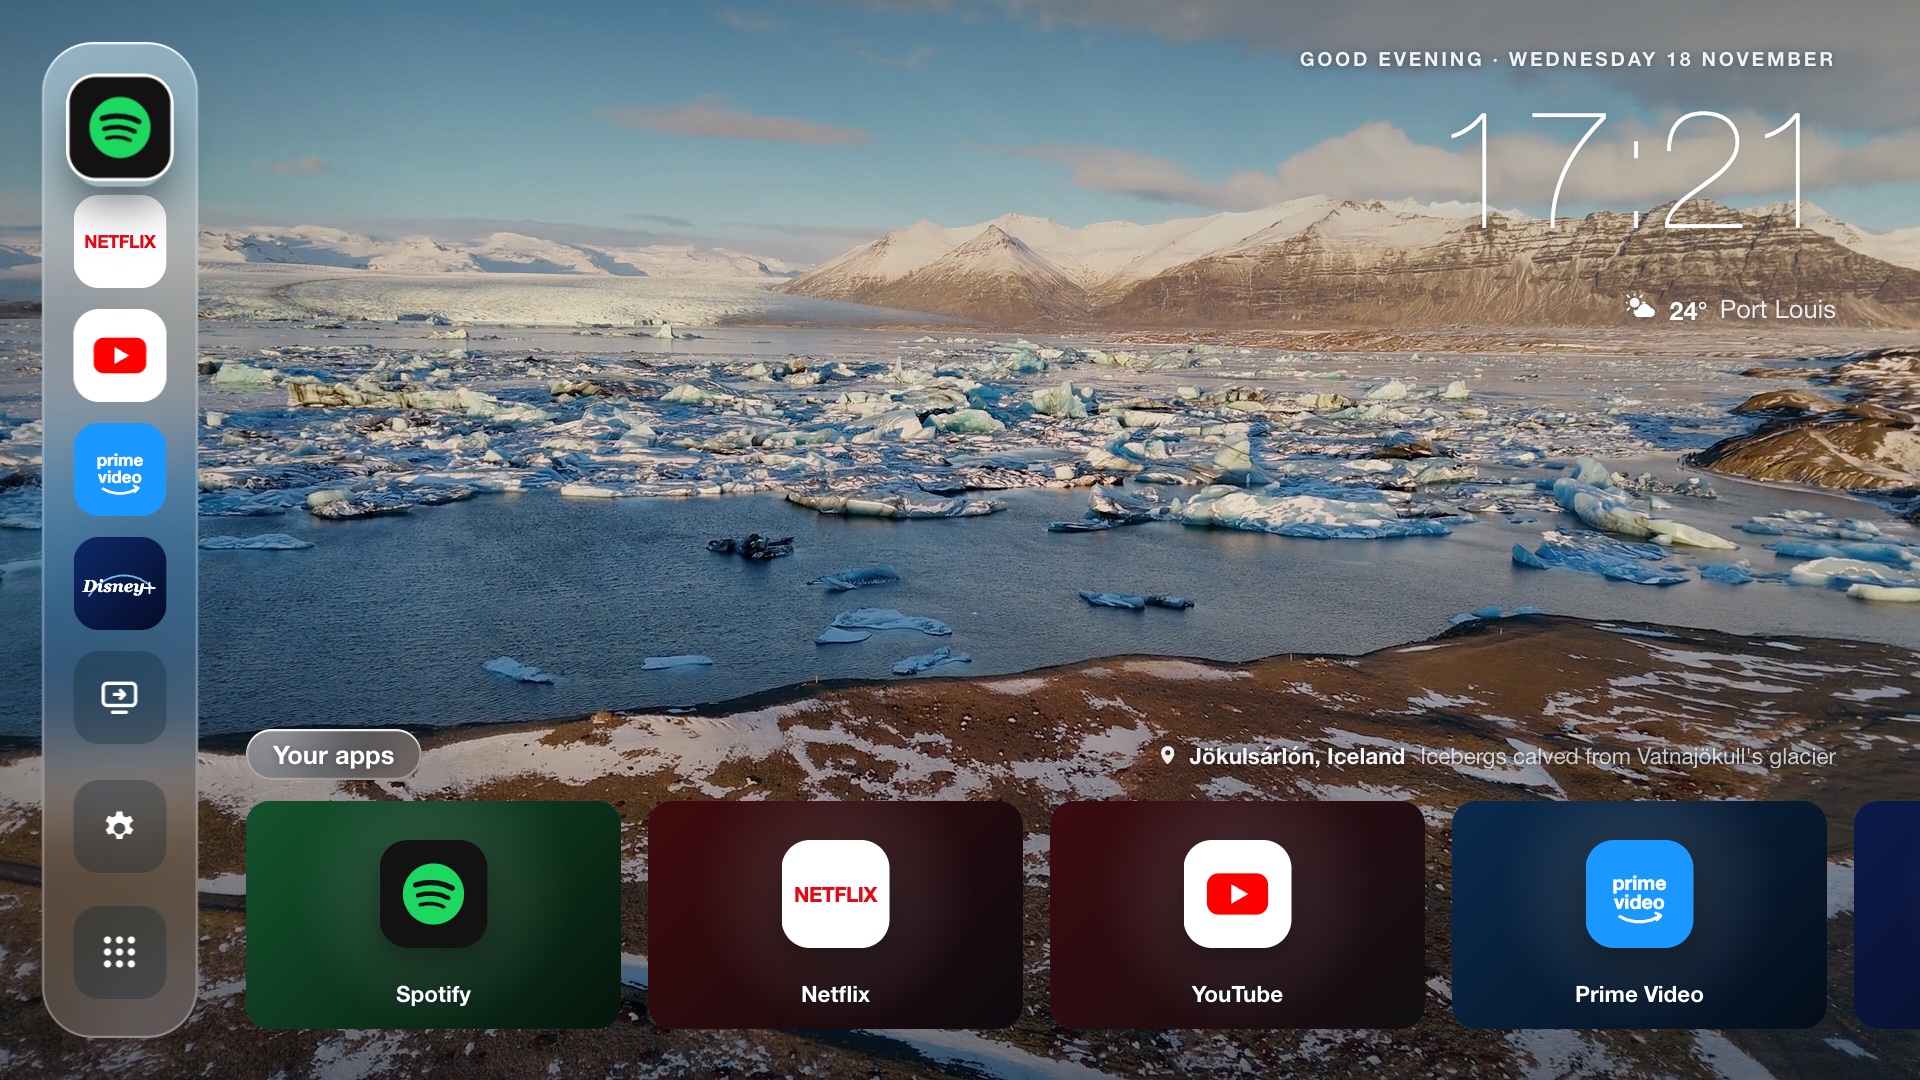 GOOD EVENING · WEDNESDAY 18 NOVEMBER
17:21
24° Port Louis
NETFLIX
prime
video
Disney+
Your apps
Jökulsárlón, Iceland Icebergs calved from Vatnajökull's glacier
NETFLIX
prime
video
Spotify
Netflix
YouTube
Prime Video